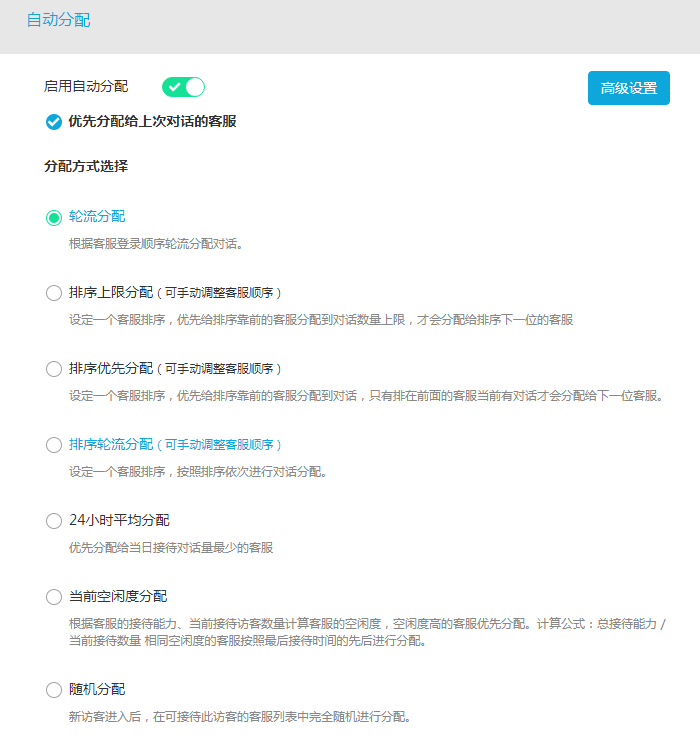 自动分配
启用自动分配
高级设置
优先分配给上次对话的客服
分配方式选择
轮流分配
根据客服登录顺序轮流分配对话。
排序上限分配（可手动调整客服顺序）
设定一个客服排序，优先给排序靠前的客服分配到对话数量上限，才会分配给排序下一位的客服
排序优先分配（可手动调整客服顺序）
设定一个客服排序，优先给排序靠前的客服分配到对话，只有排在前面的客服当前有对话才会分配给下一位客服。
排序轮流分配（可手动调整客服顺序）
设定一个客服排序，按照排序依次进行对话分配。
24小时平均分配
优先分配给当日接待对话量最少的客服
当前空闲度分配
根据客服的接待能力、当前接待访客数量计算客服的空闲度，空闲度高的客服优先分配。计算公式：总接待能力 /
当前接待数量 相同空闲度的客服按照最后接待时间的先后进行分配。
随机分配
新访客进入后，在可接待此访客的客服列表中完全随机进行分配。